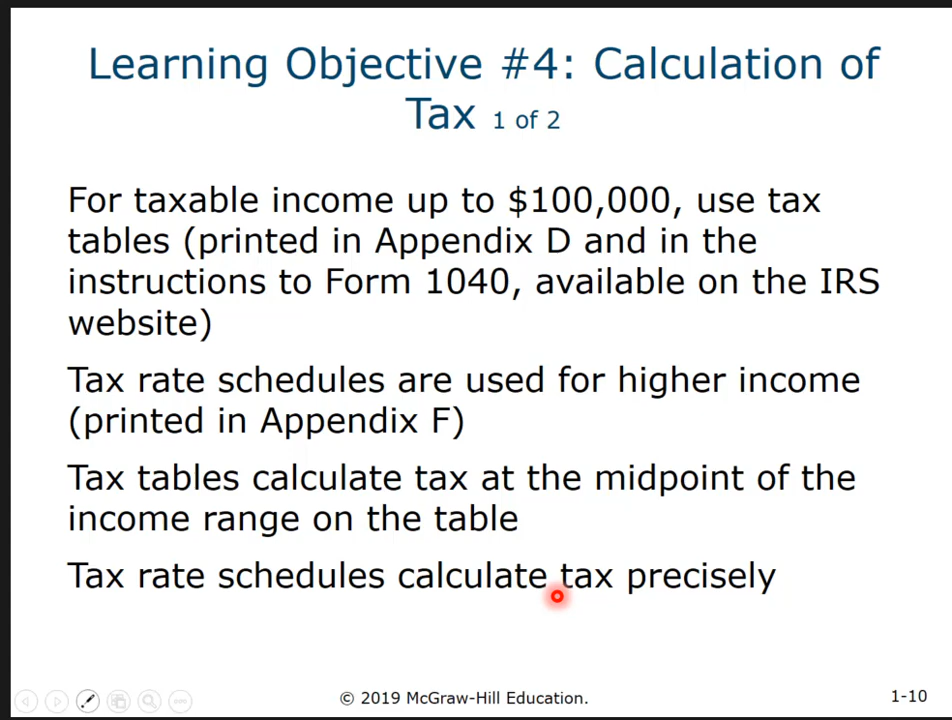 Learning Objective #4: Calculation of
Tax 1 of 2
For taxable income up to $100,000, use tax
tables (printed in Appendix D and in the
instructions to Form 1040, available on the IRS
website)
Tax rate schedules are used for higher income
(printed in Appendix F)
Tax tables calculate tax at the midpoint of the
income range on the table
Tax rate schedules calculate tax precisely
© 2019 McGraw-Hill Education.
1-10